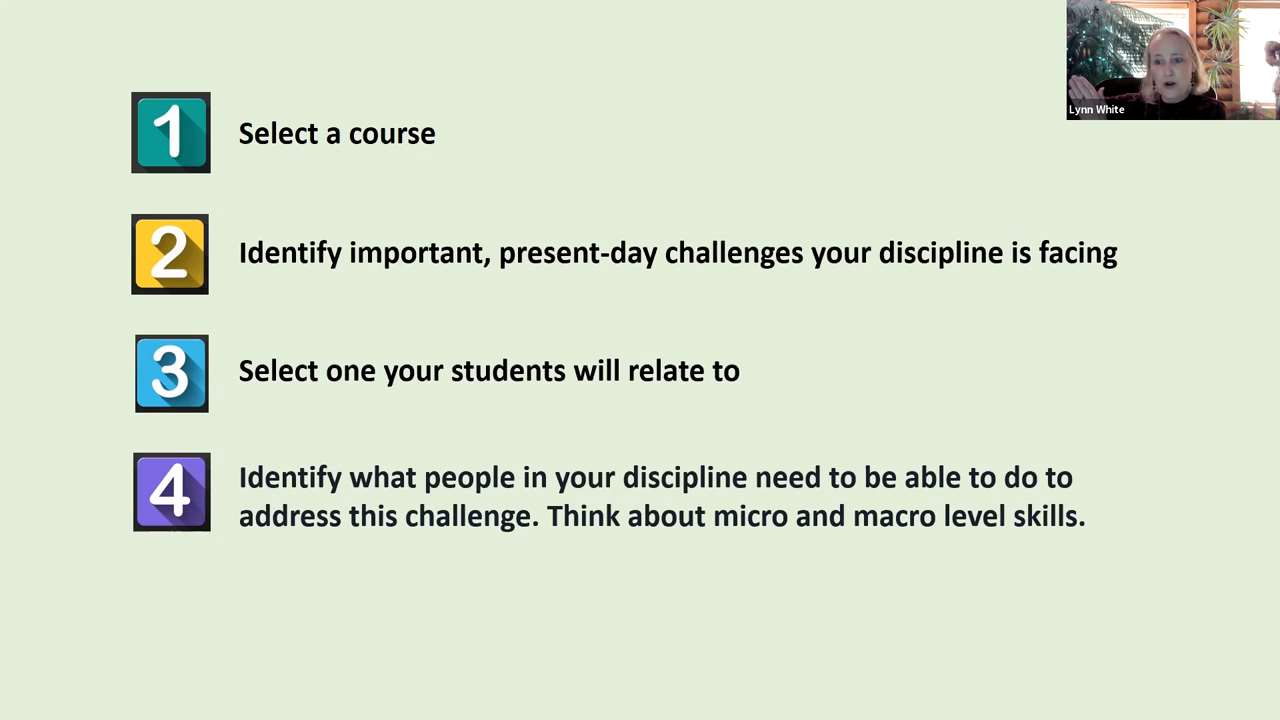 Lynn White
1
Select a course
2
Identify important, present-day challenges your discipline is facing
3
Select one your students will relate to
4
Identify what people in your discipline need to be able to do to
address this challenge. Think about micro and macro level skills.